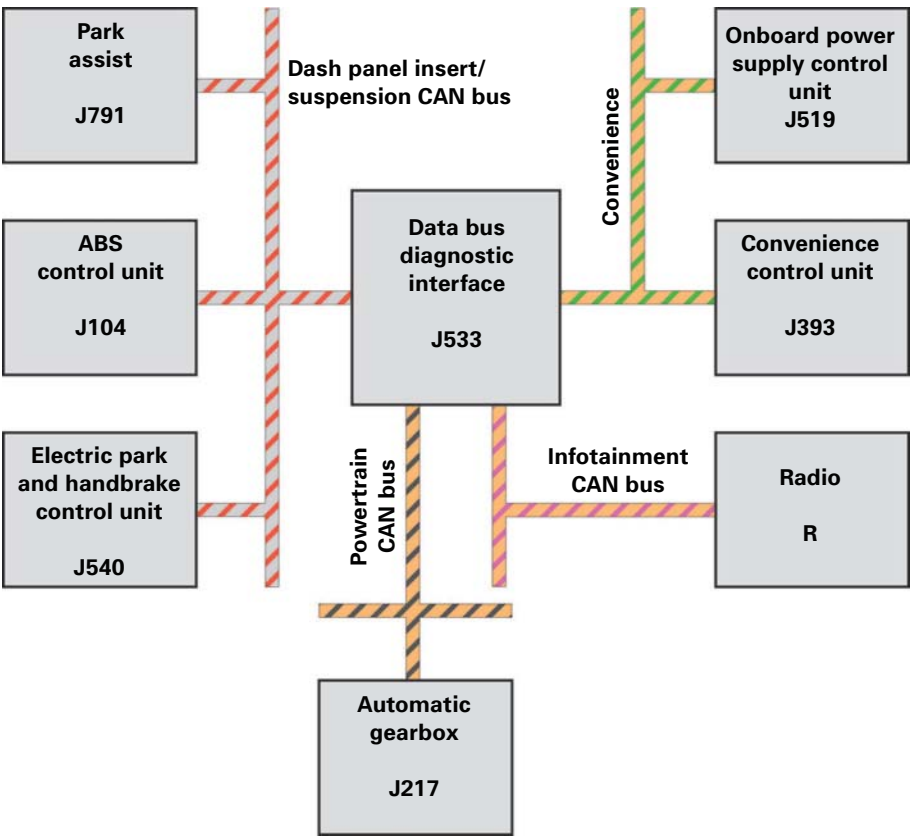 Park
assist
J791
Dash panel insert/
suspension CAN bus
Convenience
Onboard power
supply control
unit
J519
ABS
control unit
J104
Data bus
diagnostic
interface
J533
Convenience
control unit
J393
Electric park
and handbrake
control unit
J540
Powertrain
CAN bus
Infotainment
CAN bus
Radio
R
Automatic
gearbox
J217